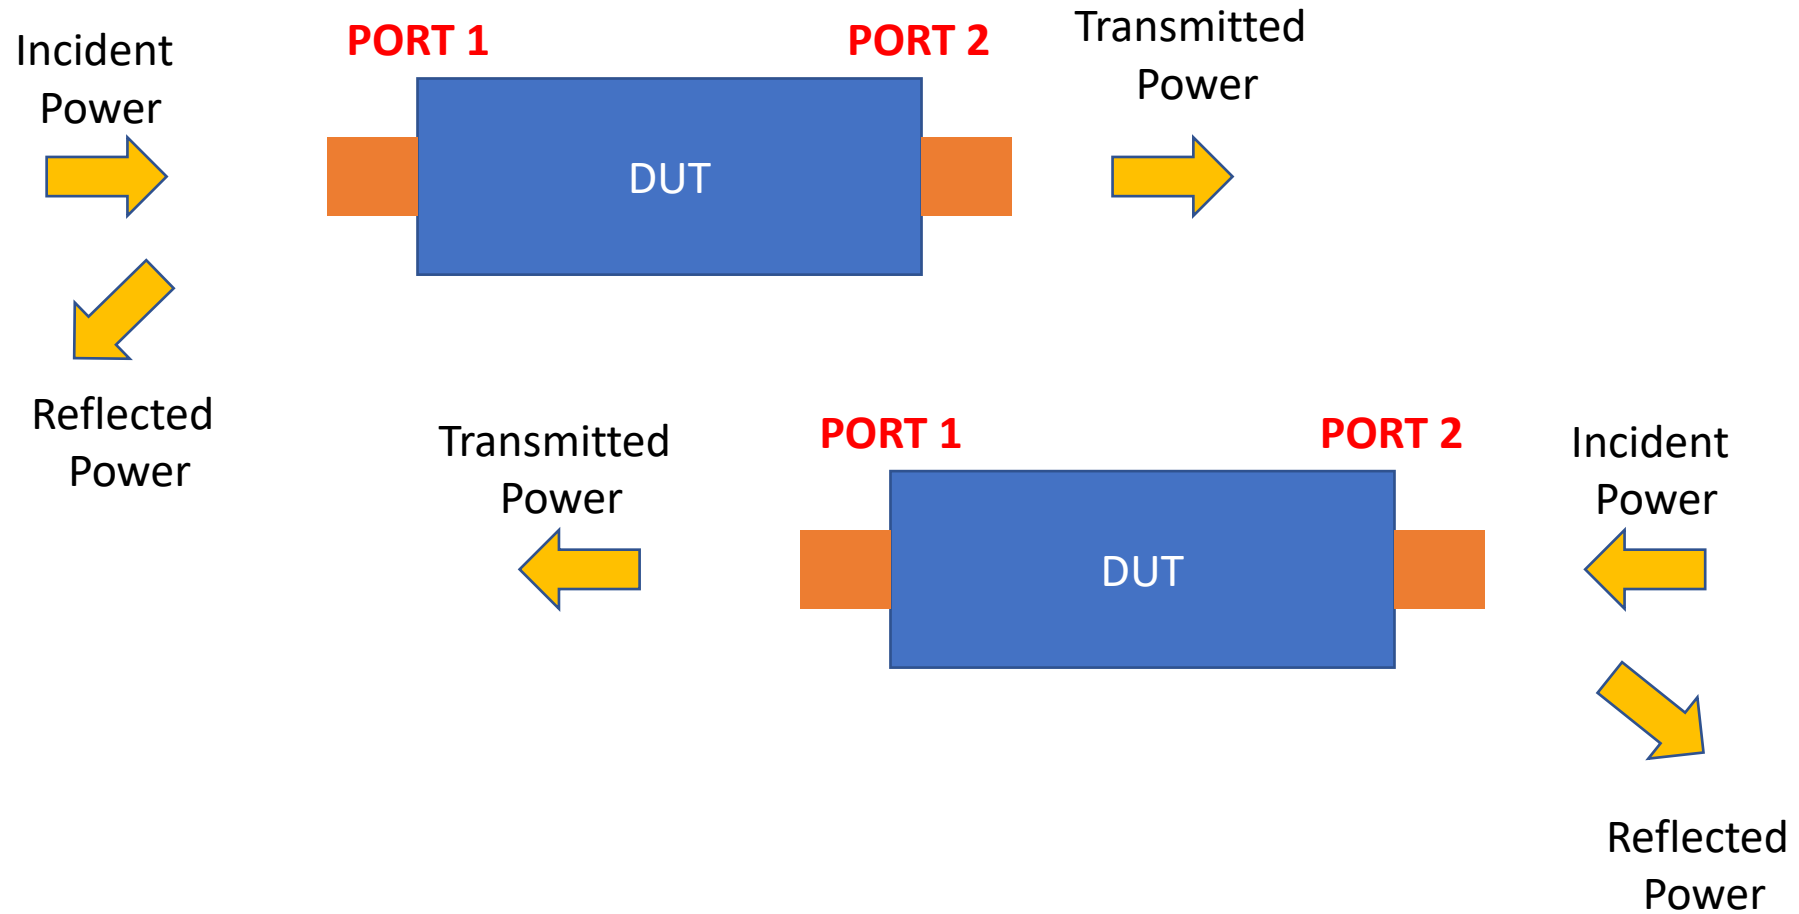 Incident
Power
PORT 1
PORT 2
Transmitted
Power
DUT
Reflected
Power
Transmitted
Power
PORT 1
PORT 2
Incident
Power
DUT
Reflected
Power